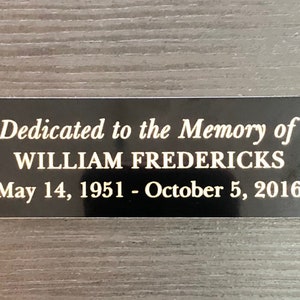 Dedicated to the Memory of
WILLIAM FREDERICKS
May 14, 1951 - October 5, 2016